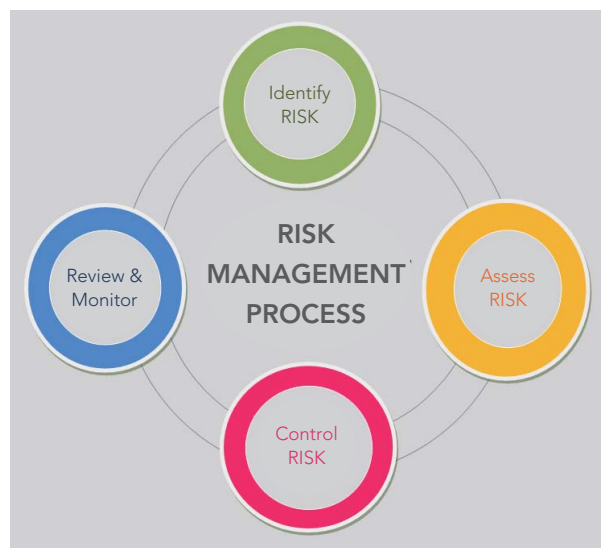 Identify
RISK
RISK
MANAGEMENT
PROCESS
Review &
Monitor
Assess
RISK
Control
RISK